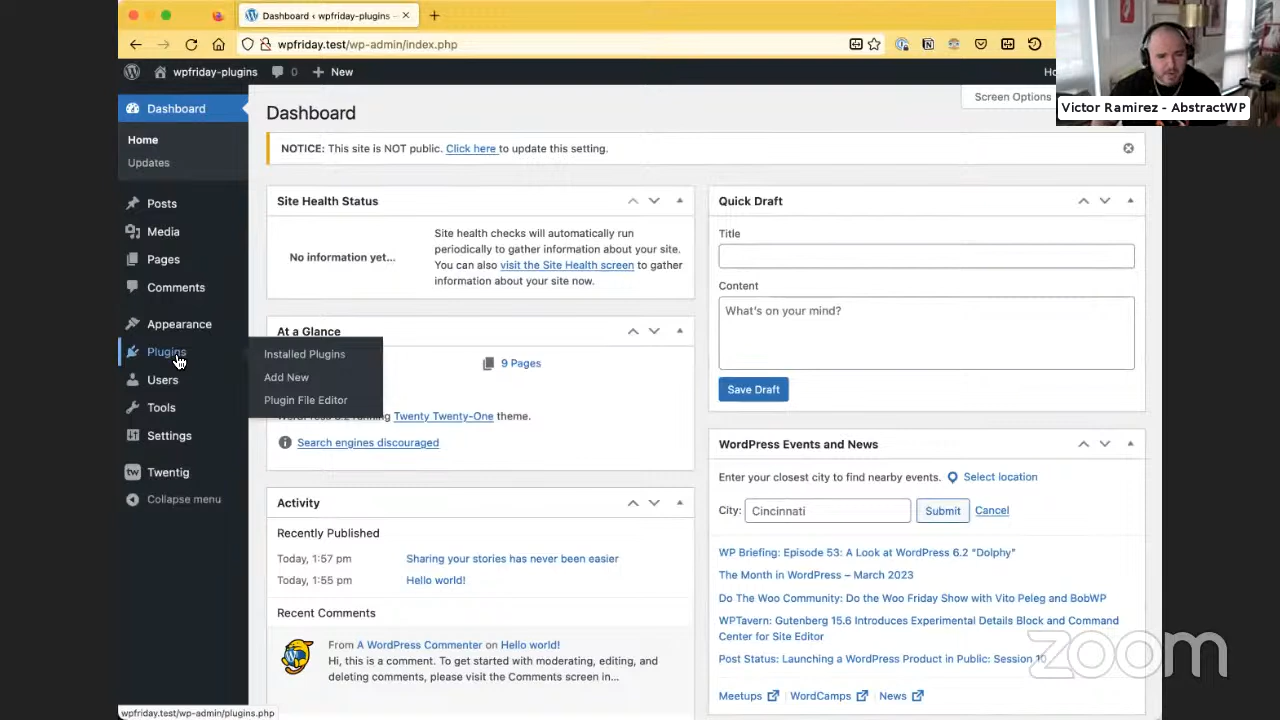 Dashboard ‹ wpfriday-plugins –
wpfriday.test/wp-admin/index.php
wpfriday-plugins
0
New
Victor Ramirez - AbstractWP
Dashboard
Home
Updates
Posts
Media
Pages
Comments
Appearance
Plugins
Users
Tools
Settings
tw
Twentig
Collapse menu
Installed Plugins
Add New
Plugin File Editor
Dashboard
Screen Options
NOTICE: This site is NOT public. Click here to update this setting.
Site Health Status
No information yet...
Site health checks will automatically run
periodically to gather information about your site.
You can also visit the Site Health screen to gather
information about your site now.
At a Glance
9 Pages
Twenty Twenty-One theme.
Search engines discouraged
Activity
Recently Published
Today, 1:57 pm
Sharing your stories has never been easier
Today, 1:55 pm
Hello world!
Recent Comments
From A WordPress Commenter on Hello world!
Hi, this is a comment. To get started with moderating, editing, and
deleting comments, please visit the Comments screen in...
Quick Draft
Title
Content
What's on your mind?
Save Draft
WordPress Events and News
Enter your closest city to find nearby events.
Select location
City:
Cincinnati
Submit
Cancel
WP Briefing: Episode 53: A Look at WordPress 6.2 “Dolphy”
The Month in WordPress – March 2023
Do The Woo Community: Do the Woo Friday Show with Vito Peleg and BobWP
WPTavern: Gutenberg 15.6 Introduces Experimental Details Block and Command
Center for Site Editor
Post Status: Launching a WordPress Product in Public: Session
Meetups
WordCamps
News
zoom
wpfriday.test/wp-admin/plugins.php